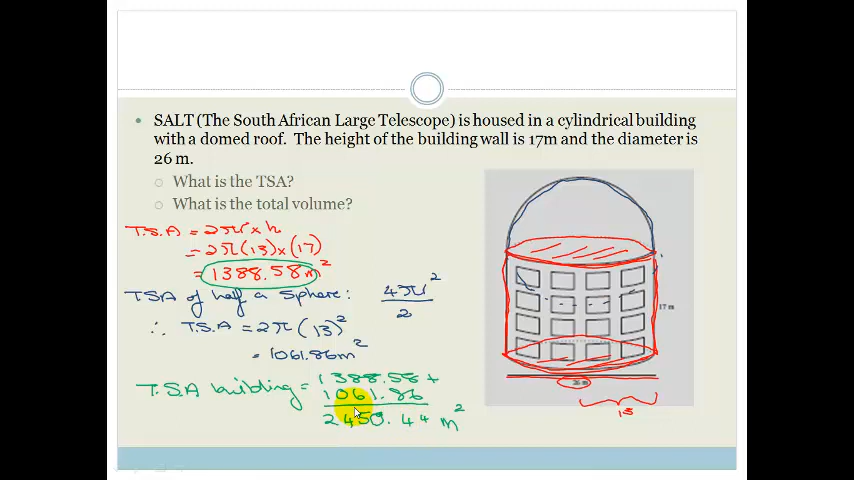 SALT (The South African Large Telescope) is housed in a cylindrical building
with a domed roof. The height of the building wall is 17m and the diameter is
26 m.
What is the TSA?
What is the total volume?
T.S.A = 2πr x h
= 2π(13)x(17)
= 1388.58m²
TSA of half a Sphere: 4πr²/2
∴ T.S.A = 2π(13)²
= 1061.86m²
T.S.A building = 1388.58+
1061.86
2450.44 m²
17 m
26 m
13